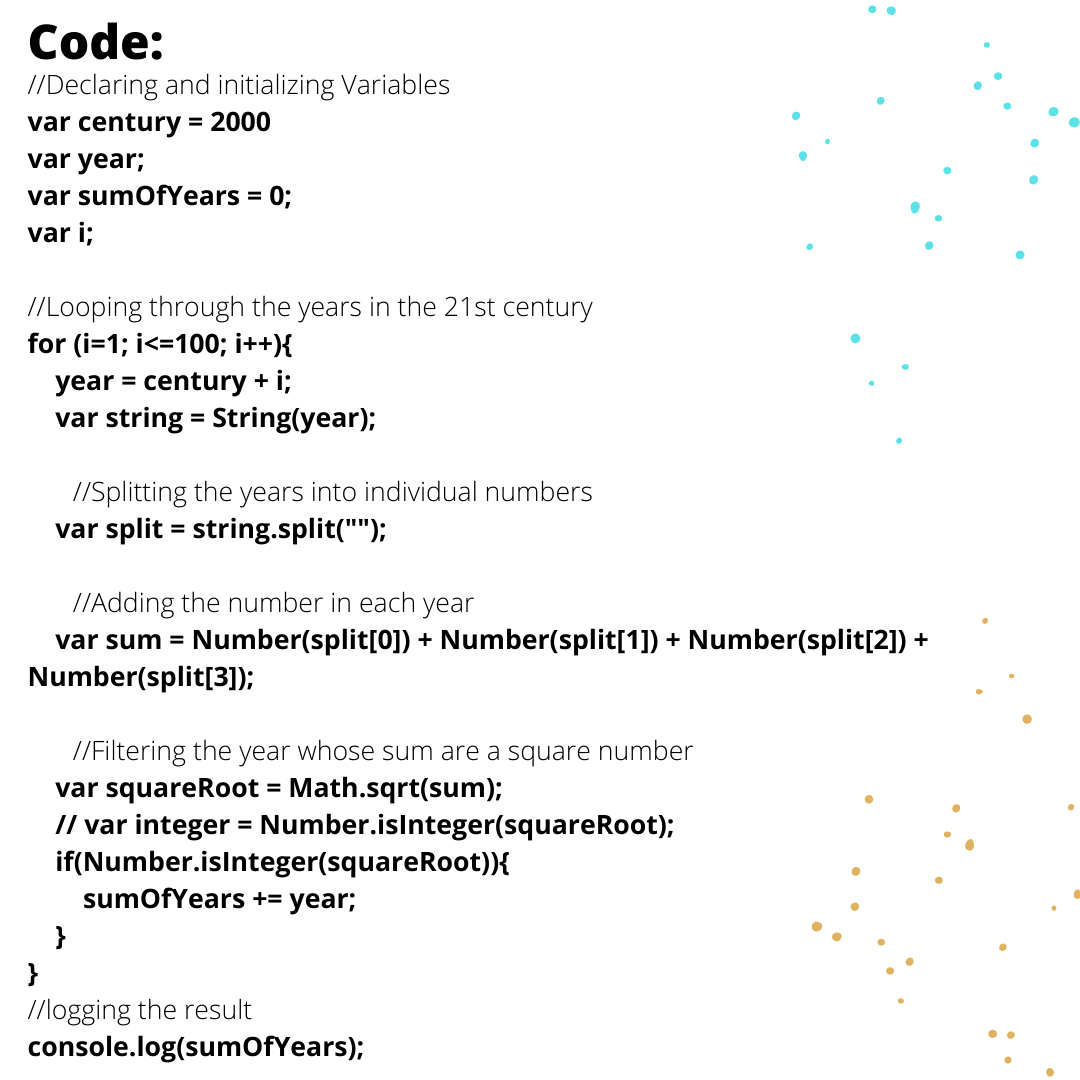 Code:
//Declaring and initializing Variables
var century = 2000
var year;
var sumOfYears = 0;
var i;
//Looping through the years in the 21st century
for (i=1; i<=100; i++){
year = century + i;
var string = String(year);
//Splitting the years into individual numbers
var split = string.split("");
//Adding the number in each year
var sum = Number(split[0]) + Number(split[1]) + Number(split[2]) +
Number(split[3]);
//Filtering the year whose sum are a square number
var squareRoot = Math.sqrt(sum);
// var integer = Number.isInteger(squareRoot);
if(Number.isInteger(squareRoot)){
sumOfYears += year;
}
}
//logging the result
console.log(sumOfYears);